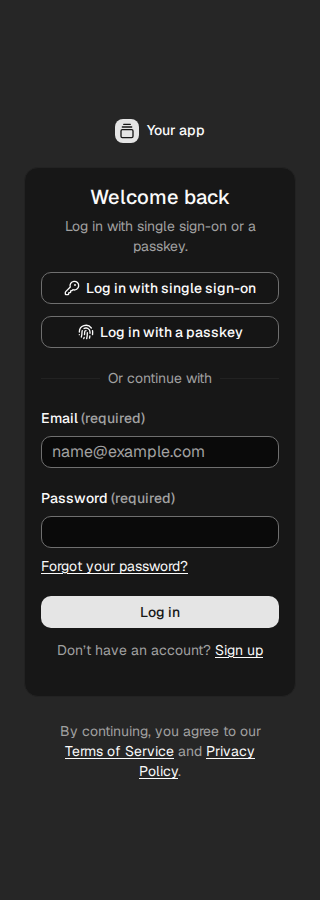 Your app
Welcome back
Log in with single sign-on or a
passkey.
Log in with single sign-on
Log in with a passkey
Or continue with
Email (required)
name@example.com
Password (required)
Forgot your password?
Log in
Don't have an account? Sign up
By continuing, you agree to our
Terms of Service and Privacy
Policy.